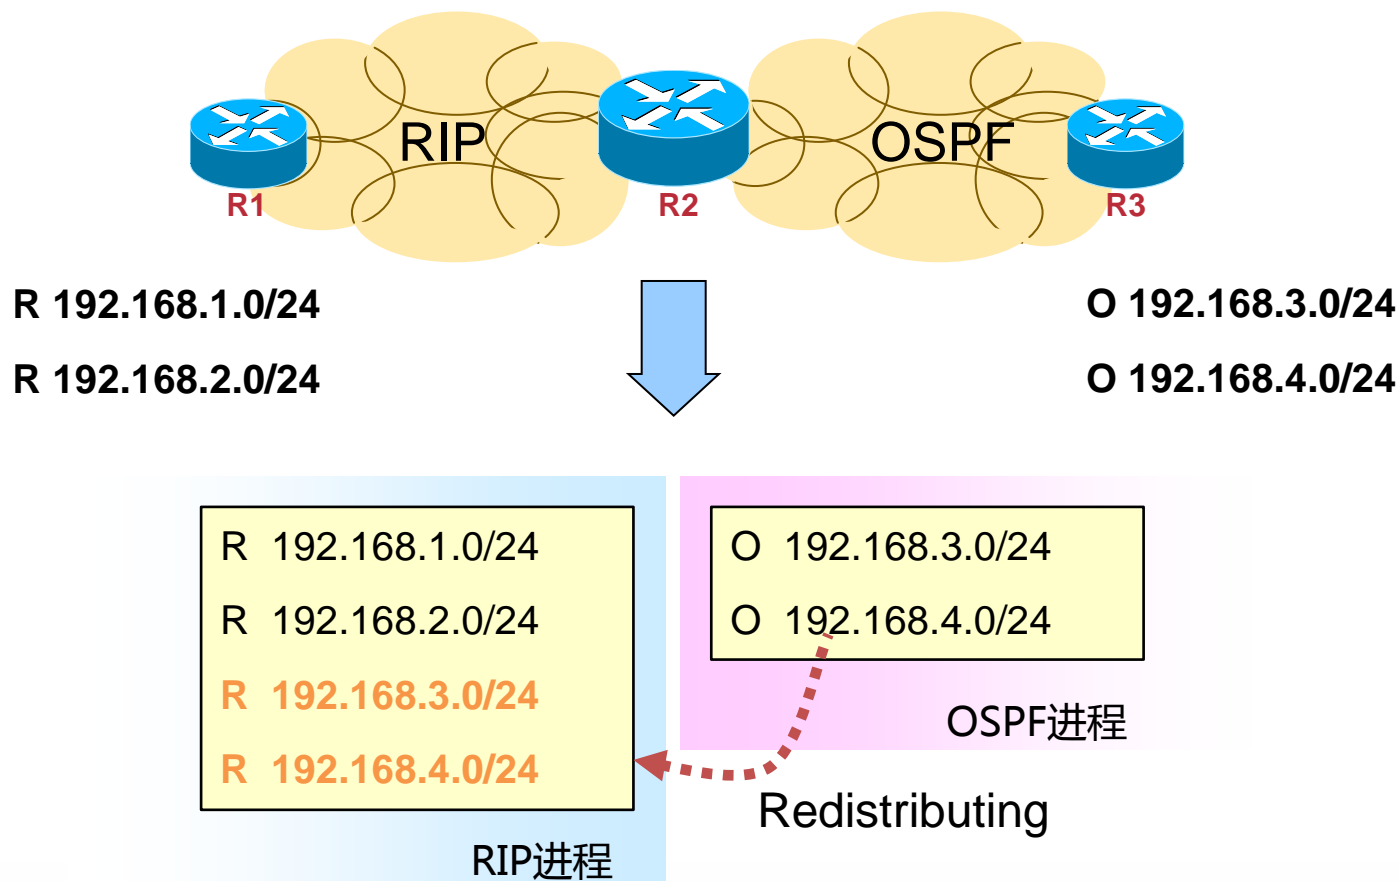 RIP
OSPF
R1
R2
R3
R 192.168.1.0/24
O 192.168.3.0/24
R 192.168.2.0/24
O 192.168.4.0/24
R 192.168.1.0/24
R 192.168.2.0/24
R 192.168.3.0/24
R 192.168.4.0/24
RIP进程
O 192.168.3.0/24
O 192.168.4.0/24
OSPF进程
Redistributing